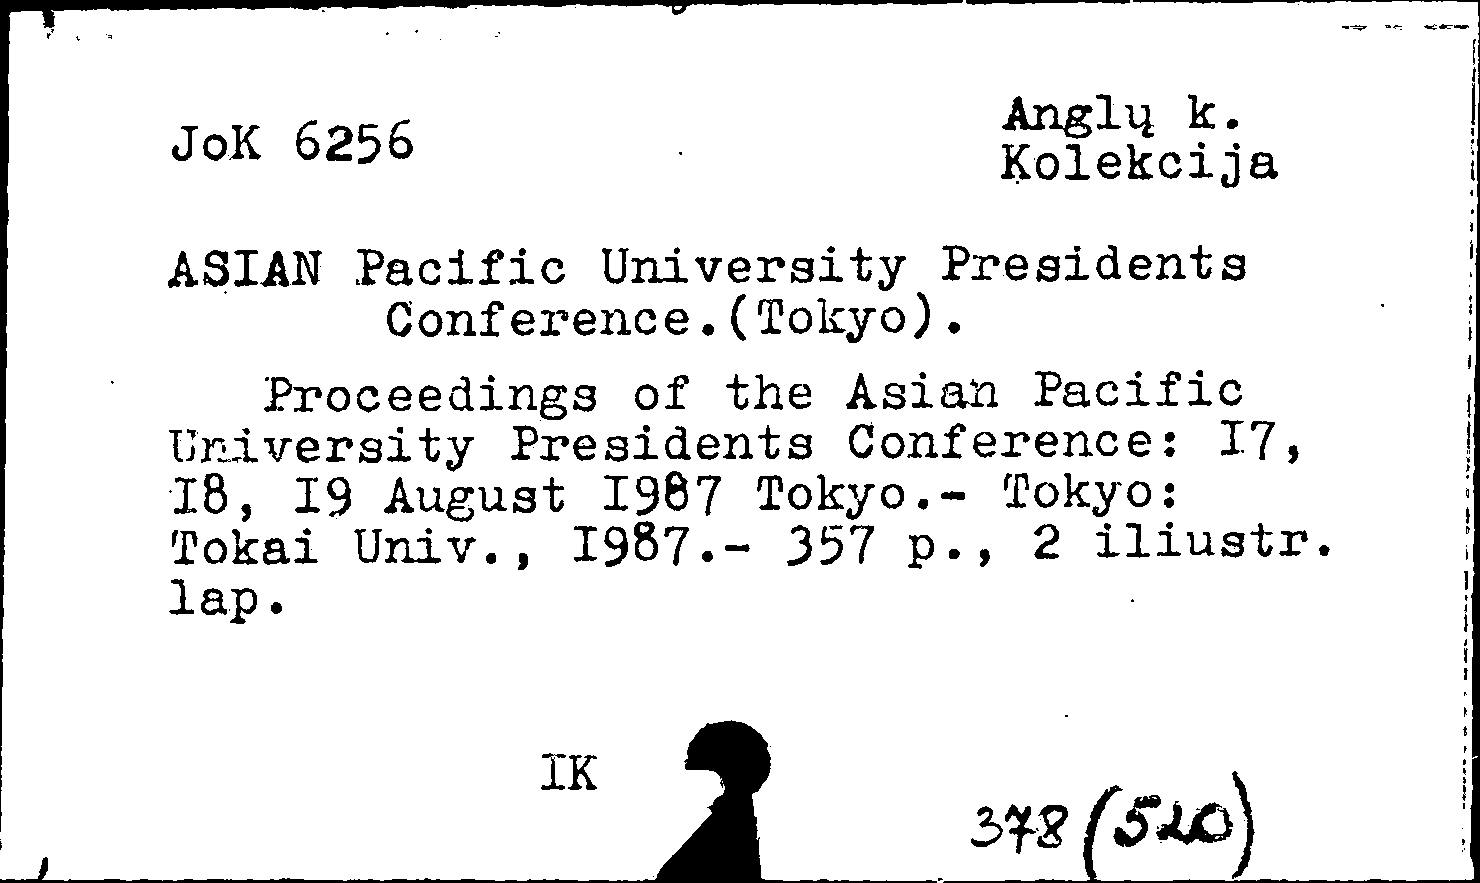 JoK 6256
Anglų k.
Kolekcija
ASIAN Pacific University Presidents
Conference.(Tokyo).
Proceedings of the Asian Pacific
University Presidents Conference: I7,
I8, I9 August I987 Tokyo.- Tokyo:
Tokai Univ., I987.- 357 p., 2 iliustr.
lap.
IK
378(520)